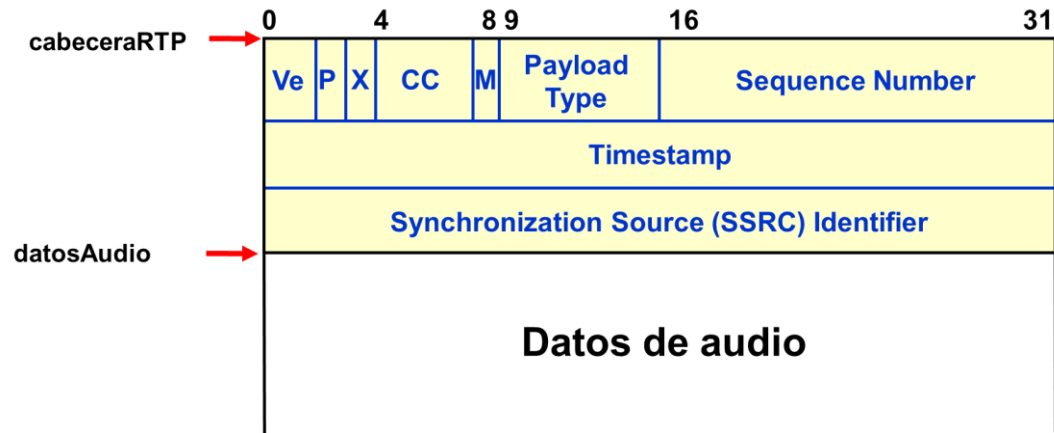 0 4 8 9 16 31
cabeceraRTP
Ve P X CC M Payload Type Sequence Number
Timestamp
Synchronization Source (SSRC) Identifier
datosAudio
Datos de audio